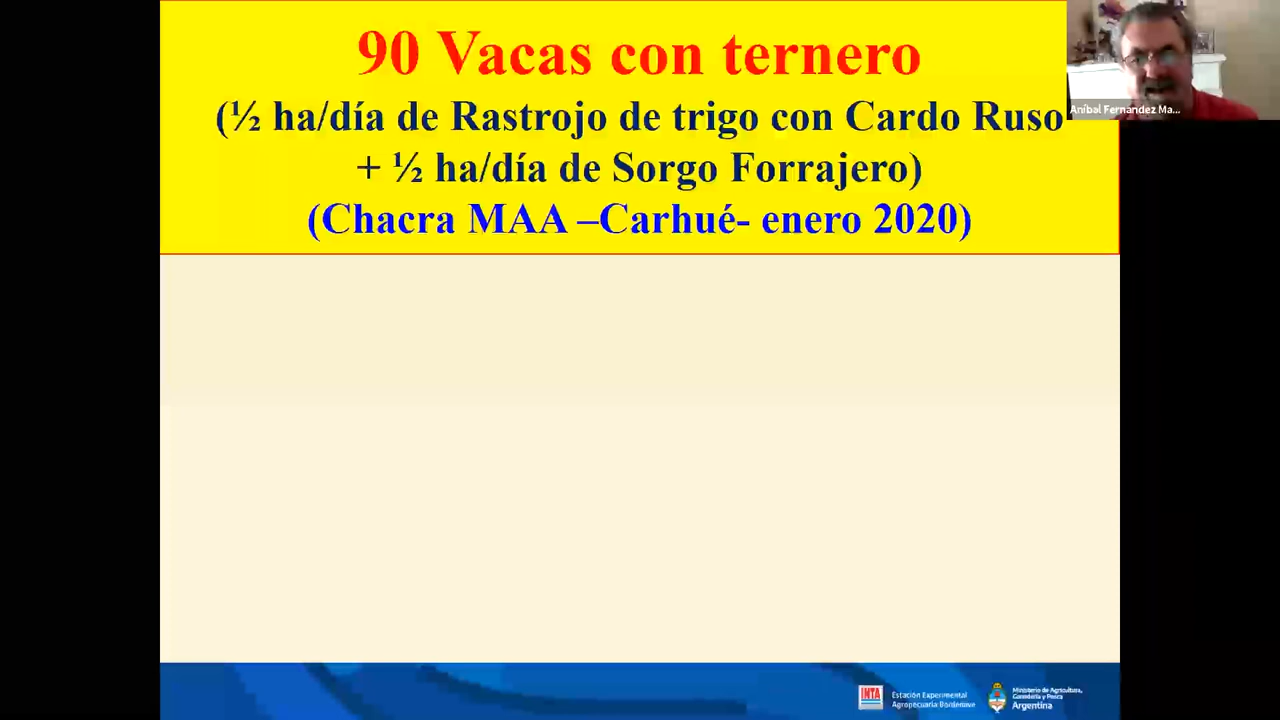 90 Vacas con ternero
(½ ha/día de Rastrojo de trigo con Cardo Ruso
+ ½ ha/día de Sorgo Forrajero)
(Chacra MAA –Carhué- enero 2020)
Aníbal Fernandez Ma...
INTA
Estación Experimental
Agropecuaria Bordenave
Ministerio de Agricultura,
Ganadería y Pesca
Argentina